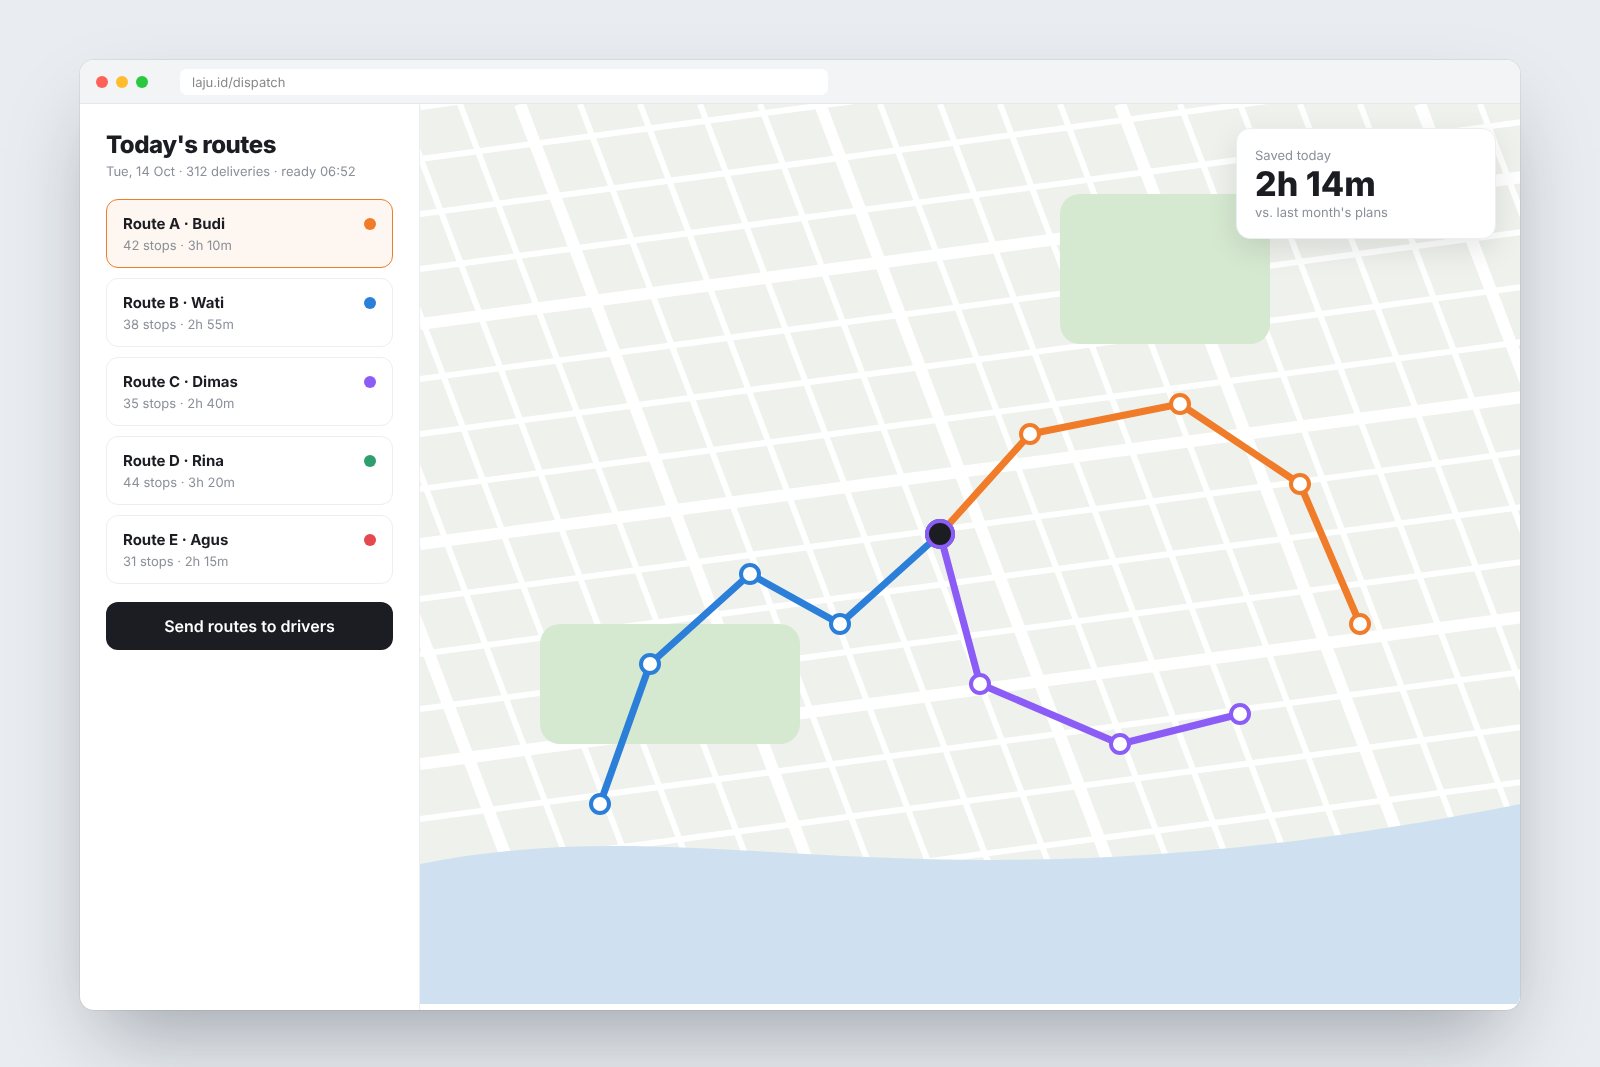 laju.id/dispatch
Today's routes
Tue, 14 Oct · 312 deliveries · ready 06:52
Route A · Budi
42 stops · 3h 10m
Route B · Wati
38 stops · 2h 55m
Route C · Dimas
35 stops · 2h 40m
Route D · Rina
44 stops · 3h 20m
Route E · Agus
31 stops · 2h 15m
Send routes to drivers
Saved today
2h 14m
vs. last month's plans